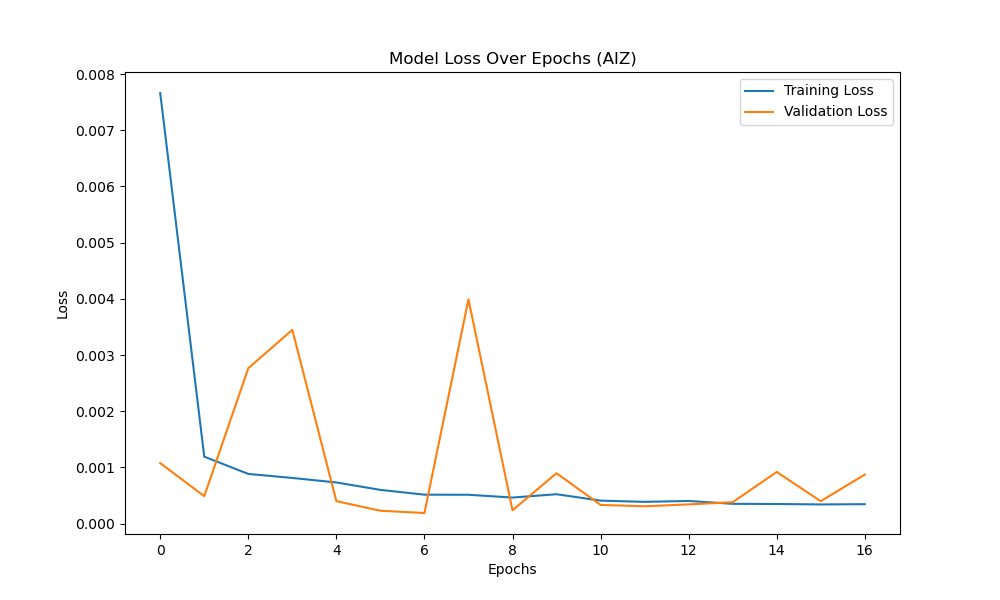 Model Loss Over Epochs (AIZ)
Training Loss
Validation Loss
0.008
0.007
0.006
0.005
0.004
0.003
0.002
0.001
0.000
Loss
0 2 4 6 8 10 12 14 16
Epochs